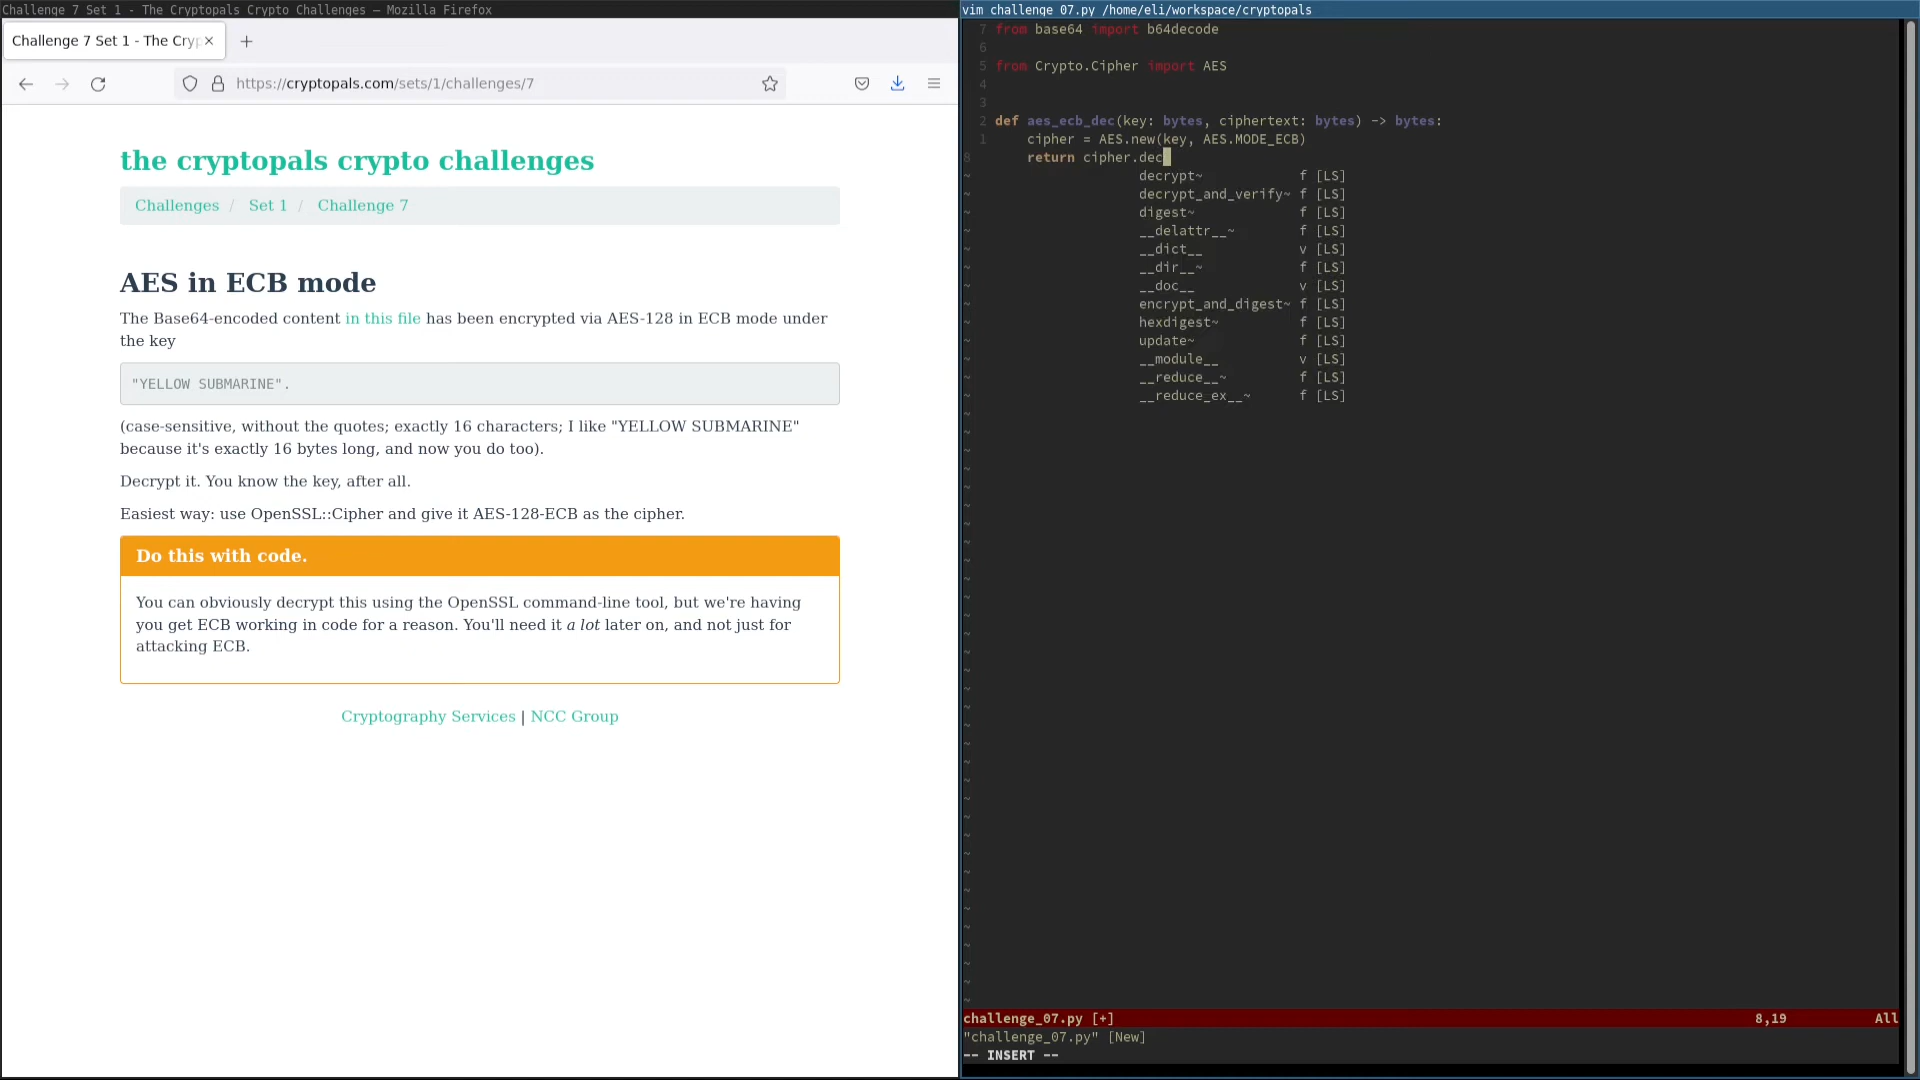 Challenge 7 Set 1 - The Cryptopals Crypto Challenges — Mozilla Firefox
Challenge 7 Set 1 - The Cryp
https://cryptopals.com/sets/1/challenges/7
the cryptopals crypto challenges
Challenges / Set 1 / Challenge 7
AES in ECB mode
The Base64-encoded content in this file has been encrypted via AES-128 in ECB mode under
the key
"YELLOW SUBMARINE".
(case-sensitive, without the quotes; exactly 16 characters; I like "YELLOW SUBMARINE"
because it's exactly 16 bytes long, and now you do too).
Decrypt it. You know the key, after all.
Easiest way: use OpenSSL::Cipher and give it AES-128-ECB as the cipher.
Do this with code.
You can obviously decrypt this using the OpenSSL command-line tool, but we're having
you get ECB working in code for a reason. You'll need it a lot later on, and not just for
attacking ECB.
Cryptography Services | NCC Group
vim challenge_07.py /home/eli/workspace/cryptopals
7 from base64 import b64decode
6
5 from Crypto.Cipher import AES
4
3
2 def aes_ecb_dec(key: bytes, ciphertext: bytes) -> bytes:
1     cipher = AES.new(key, AES.MODE_ECB)
8     return cipher.dec
~ decrypt~ f [LS]
~ decrypt_and_verify~ f [LS]
~ digest~ f [LS]
~ __delattr__~ f [LS]
~ __dict__ v [LS]
~ __dir__~ f [LS]
~ __doc__ v [LS]
~ encrypt_and_digest~ f [LS]
~ hexdigest~ f [LS]
~ update~ f [LS]
~ __module__ v [LS]
~ __reduce__~ f [LS]
~ __reduce_ex__~ f [LS]
challenge_07.py [+] 8,19 All
"challenge_07.py" [New]
-- INSERT --